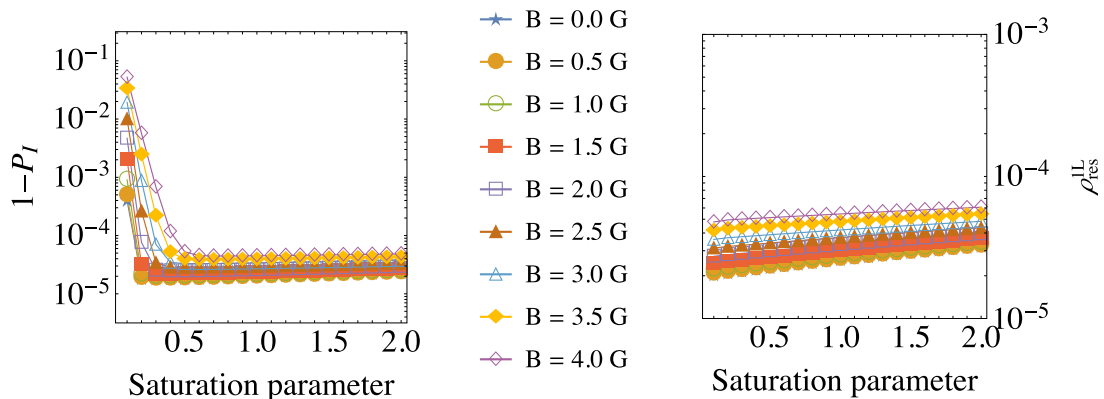 10⁻¹
10⁻²
10⁻³
10⁻⁴
10⁻⁵
1−P_I
0.5 1.0 1.5 2.0
Saturation parameter
B = 0.0 G
B = 0.5 G
B = 1.0 G
B = 1.5 G
B = 2.0 G
B = 2.5 G
B = 3.0 G
B = 3.5 G
B = 4.0 G
10⁻³
10⁻⁴
10⁻⁵
ρ_res^IL
0.5 1.0 1.5 2.0
Saturation parameter